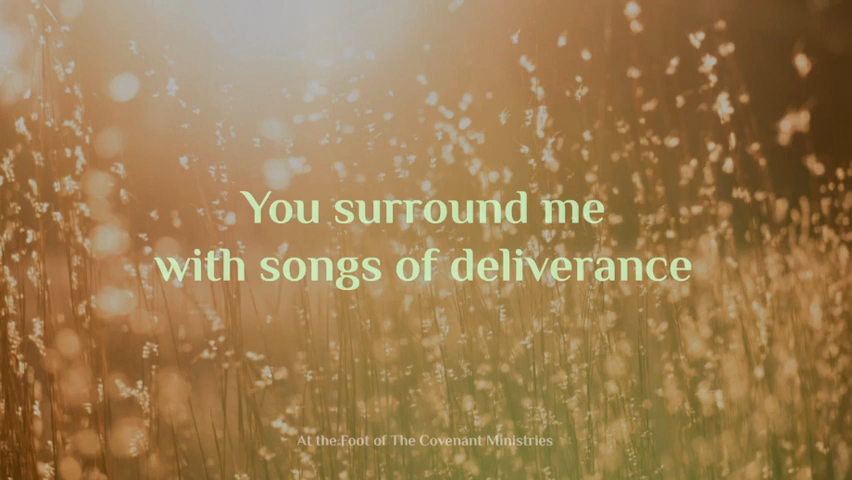 You surround me
with songs of deliverance
At the Foot of The Covenant Ministries